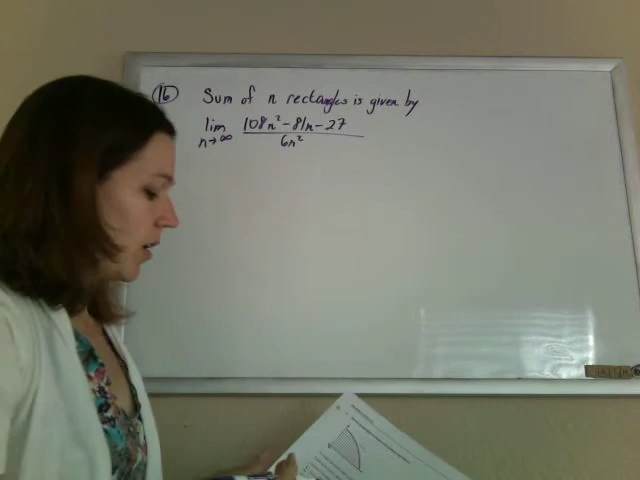 16 Sum of n rectangles is given by
lim 108n² - 81n - 27
n→∞ 6n²